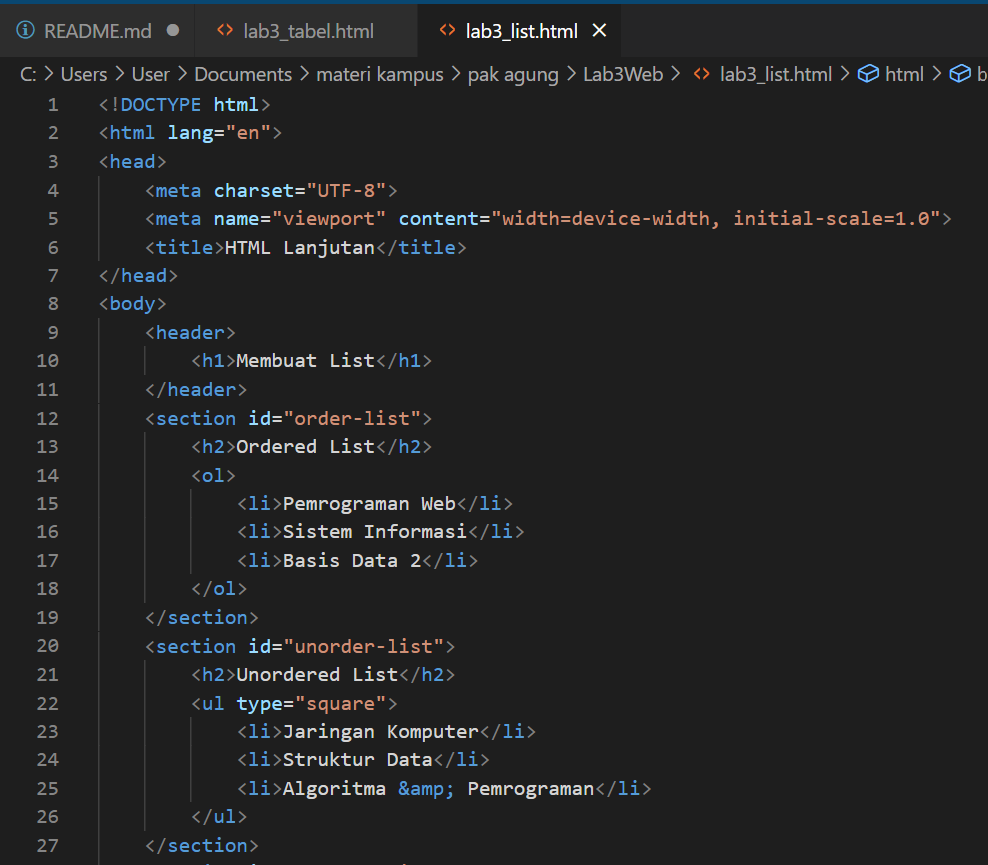 README.md lab3_tabel.html lab3_list.html
C: > Users > User > Documents > materi kampus > pak agung > Lab3Web > lab3_list.html > html > b
1 <!DOCTYPE html>
2 <html lang="en">
3 <head>
4     <meta charset="UTF-8">
5     <meta name="viewport" content="width=device-width, initial-scale=1.0">
6     <title>HTML Lanjutan</title>
7 </head>
8 <body>
9     <header>
10         <h1>Membuat List</h1>
11     </header>
12     <section id="order-list">
13         <h2>Ordered List</h2>
14         <ol>
15             <li>Pemrograman Web</li>
16             <li>Sistem Informasi</li>
17             <li>Basis Data 2</li>
18         </ol>
19     </section>
20     <section id="unorder-list">
21         <h2>Unordered List</h2>
22         <ul type="square">
23             <li>Jaringan Komputer</li>
24             <li>Struktur Data</li>
25             <li>Algoritma &amp; Pemrograman</li>
26         </ul>
27     </section>